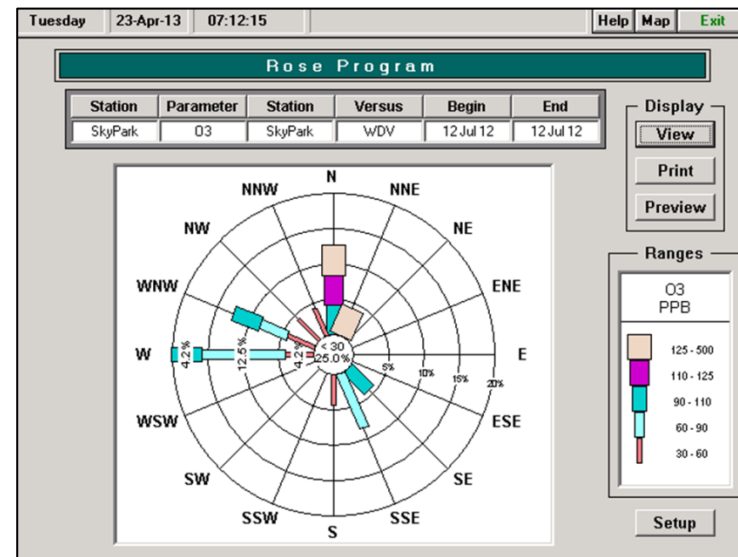 Tuesday 23-Apr-13 07:12:15 Help Map Exit
Rose Program
Station Parameter Station Versus Begin End
SkyPark O3 SkyPark WDV 12 Jul 12 12 Jul 12
Display
View
Print
Preview
N
NNW NNE
NW NE
WNW ENE
W E
WSW ESE
SW SE
SSW SSE
S
< 30
25.0%
4.2% 12.5% 4.2%
5% 10% 15% 20%
Ranges
O3
PPB
125 - 500
110 - 125
90 - 110
60 - 90
30 - 60
Setup